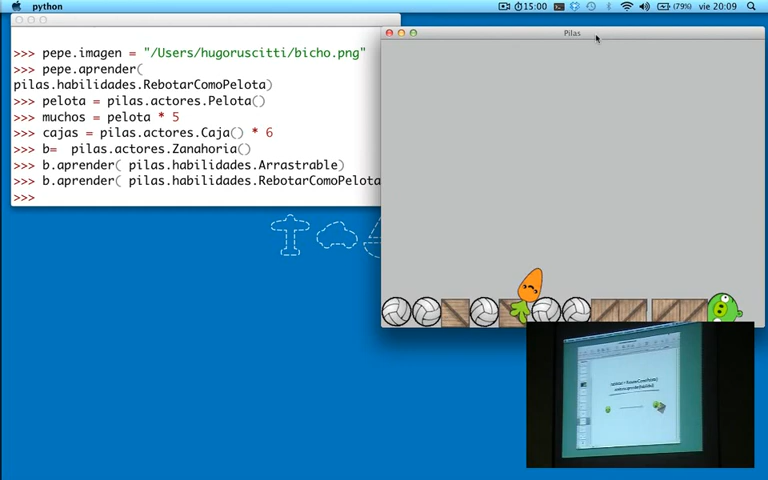 python
15:00
(79%)
vie 20:09
>>> pepe.imagen = "/Users/hugoruscitti/bicho.png"
>>> pepe.aprender(
pilas.habilidades.RebotarComoPelota)
>>> pelota = pilas.actores.Pelota()
>>> muchos = pelota * 5
>>> cajas = pilas.actores.Caja() * 6
>>> b=  pilas.actores.Zanahoria()
>>> b.aprender( pilas.habilidades.Arrastrable)
>>> b.aprender( pilas.habilidades.RebotarComoPelota
>>>
Pilas